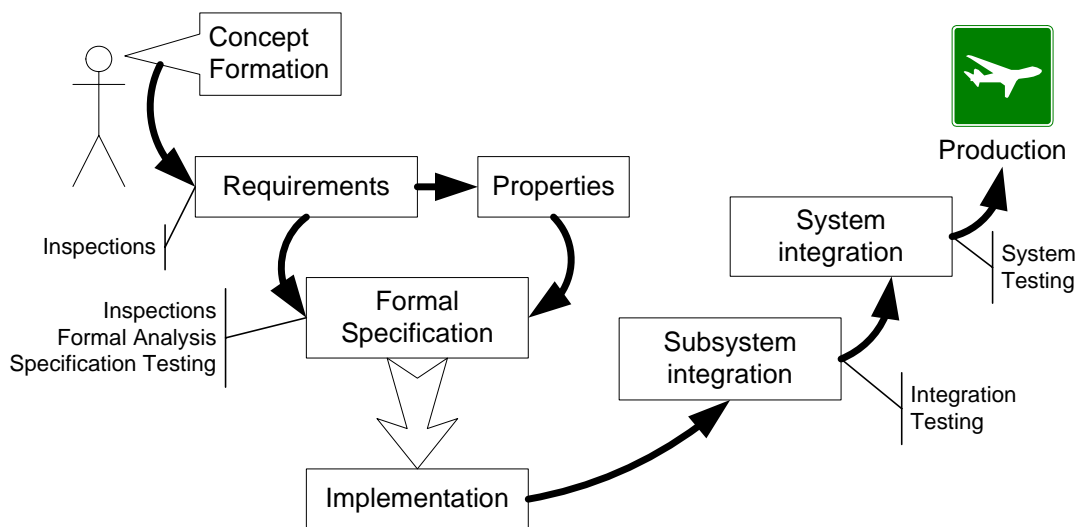 Concept
Formation
Production
Requirements
Properties
Inspections
System
integration
System
Testing
Inspections
Formal Analysis
Specification Testing
Formal
Specification
Subsystem
integration
Integration
Testing
Implementation